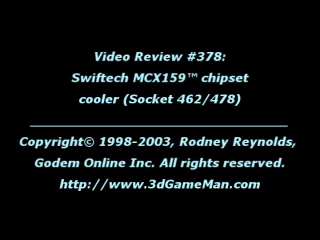 Video Review #378:
Swiftech MCX159™ chipset
cooler (Socket 462/478)
Copyright© 1998-2003, Rodney Reynolds,
Godem Online Inc. All rights reserved.
http://www.3dGameMan.com